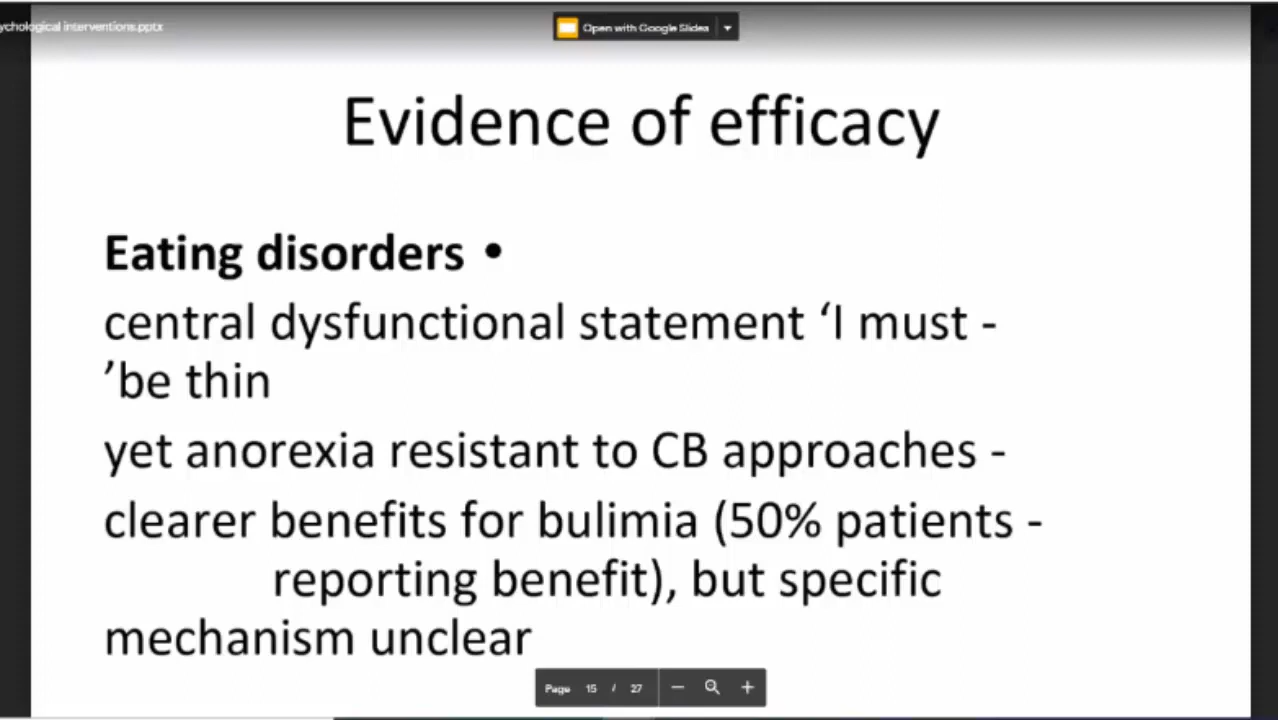 ychological interventions.pptx
Open with Google Slides
Evidence of efficacy
Eating disorders •
central dysfunctional statement ‘I must -
’be thin
yet anorexia resistant to CB approaches -
clearer benefits for bulimia (50% patients -
reporting benefit), but specific
mechanism unclear
Page 15 / 27